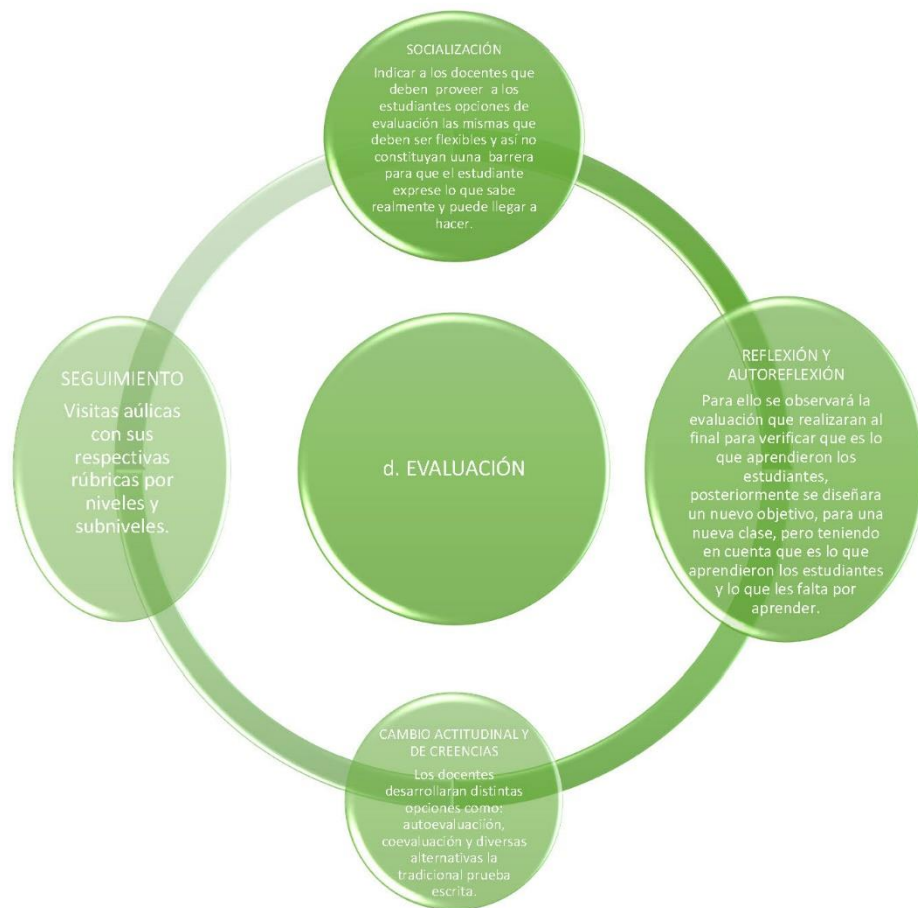 SOCIALIZACIÓN
Indicar a los docentes que
deben proveer a los
estudiantes opciones de
evaluación las mismas que
deben ser flexibles y así no
constituyan uuna barrera
para que el estudiante
exprese lo que sabe
realmente y puede llegar a
hacer.
REFLEXIÓN Y
AUTOREFLEXIÓN
Para ello se observará la
evaluación que realizaran al
final para verificar que es lo
que aprendieron los
estudiantes,
posteriormente se diseñara
un nuevo objetivo, para una
nueva clase, pero teniendo
en cuenta que es lo que
aprendieron los estudiantes
y lo que les falta por
aprender.
CAMBIO ACTITUDINAL Y
DE CREENCIAS
Los docentes
desarrollaran distintas
opciones como:
autoevaluaciión,
coevaluación y diversas
alternativas la
tradicional prueba
escrita.
SEGUIMIENTO
Visitas aúlicas
con sus
respectivas
rúbricas por
niveles y
subniveles.
d. EVALUACIÓN